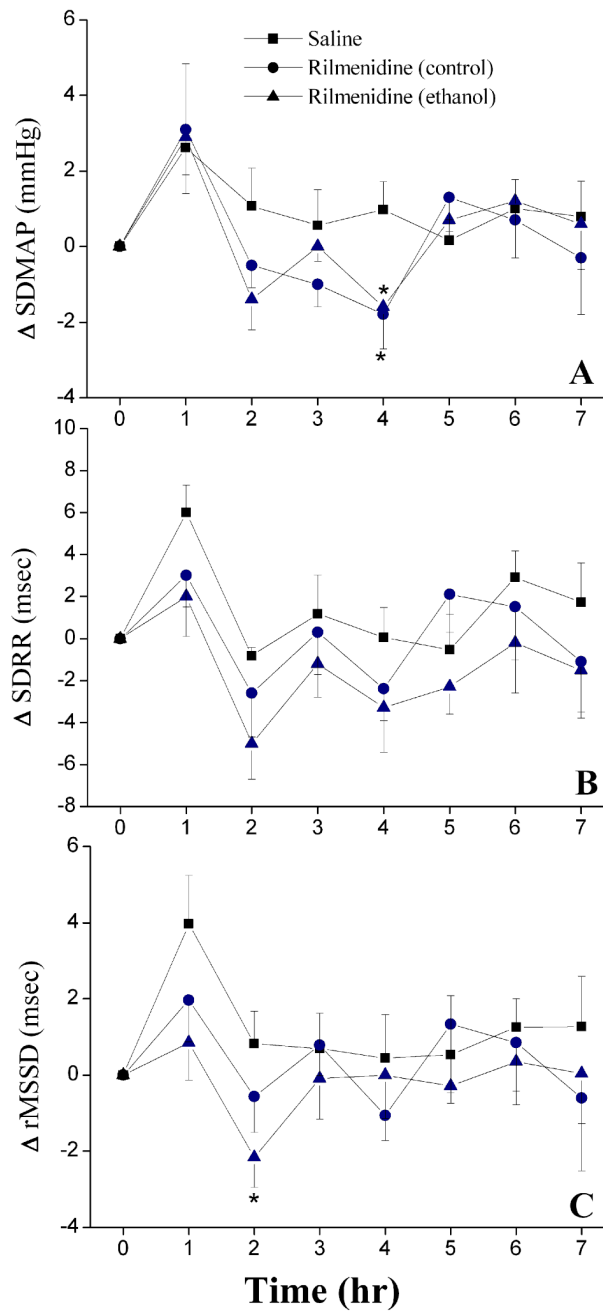 6
4
2
0
-2
-4
Δ SDMAP (mmHg)
Saline
Rilmenidine (control)
Rilmenidine (ethanol)
*
*
A
0 1 2 3 4 5 6 7
10
8
6
4
2
0
-2
-4
-6
-8
Δ SDRR (msec)
B
0 1 2 3 4 5 6 7
6
4
2
0
-2
-4
Δ rMSSD (msec)
*
C
0 1 2 3 4 5 6 7
Time (hr)